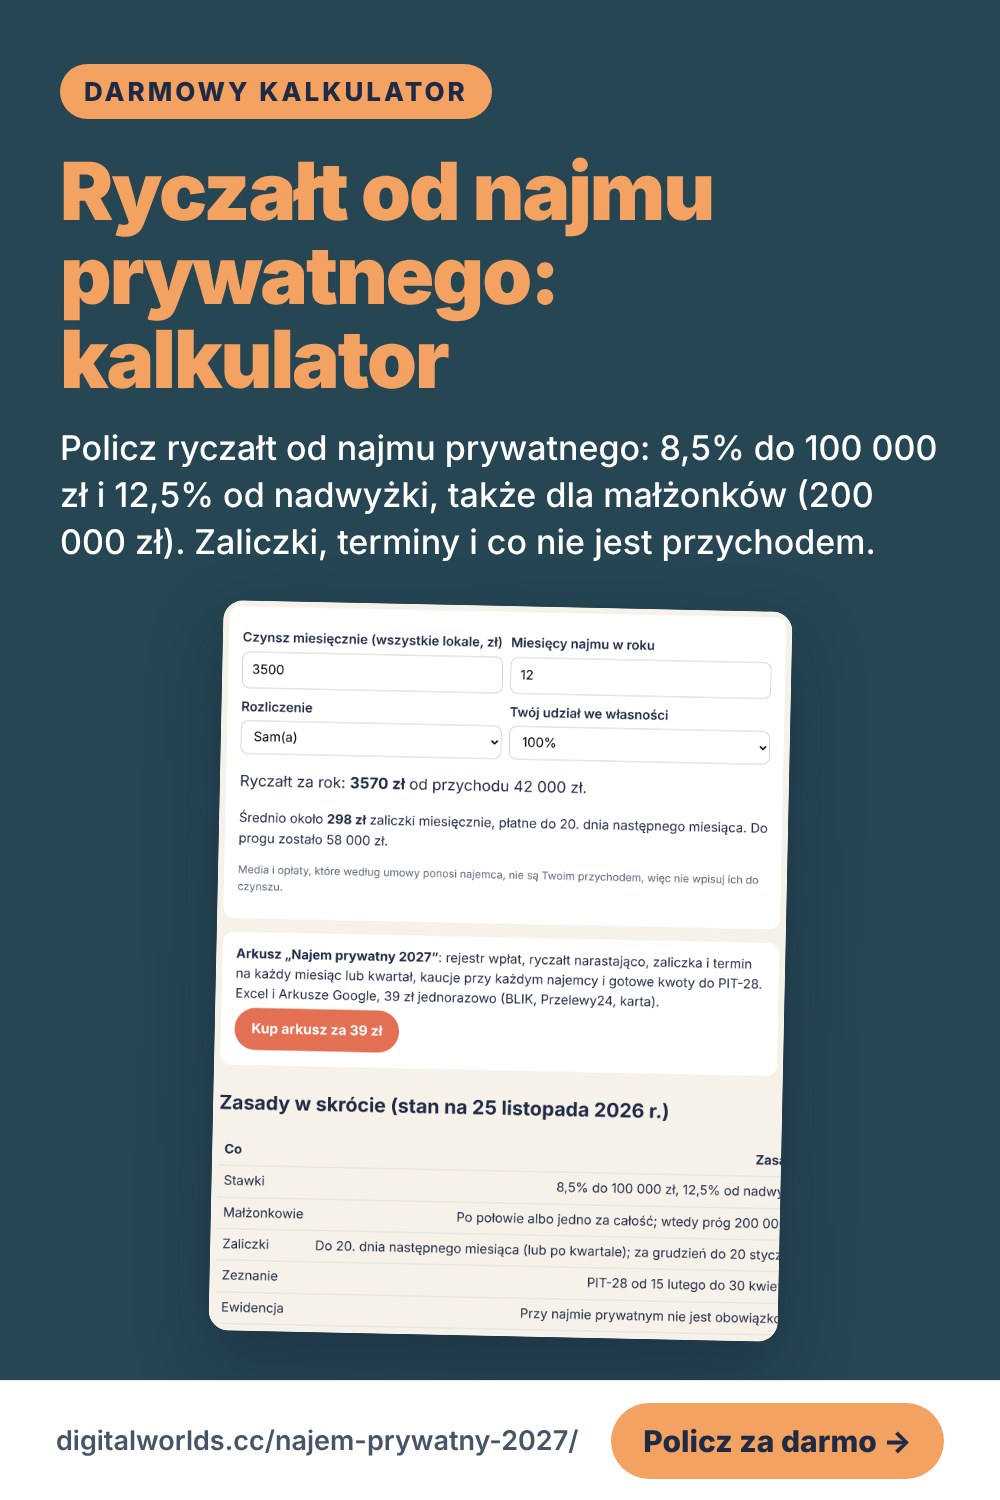 DARMOWY KALKULATOR
Ryczałt od najmu
prywatnego:
kalkulator
Policz ryczałt od najmu prywatnego: 8,5% do 100 000
zł i 12,5% od nadwyżki, także dla małżonków (200
000 zł). Zaliczki, terminy i co nie jest przychodem.
Czynsz miesięcznie (wszystkie lokale, zł) Miesięcy najmu w roku
3500 12
Rozliczenie Twój udział we własności
Sam(a) 100%
Ryczałt za rok: 3570 zł od przychodu 42 000 zł.
Średnio około 298 zł zaliczki miesięcznie, płatne do 20. dnia następnego miesiąca. Do
progu zostało 58 000 zł.
Media i opłaty, które według umowy ponosi najemca, nie są Twoim przychodem, więc nie wpisuj ich do
czynszu.
Arkusz „Najem prywatny 2027”: rejestr wpłat, ryczałt narastająco, zaliczka i termin
na każdy miesiąc lub kwartał, kaucje przy każdym najemcy i gotowe kwoty do PIT-28.
Excel i Arkusze Google, 39 zł jednorazowo (BLIK, Przelewy24, karta).
Kup arkusz za 39 zł
Zasady w skrócie (stan na 25 listopada 2026 r.)
Co Zasa
Stawki 8,5% do 100 000 zł, 12,5% od nadwy
Małżonkowie Po połowie albo jedno za całość; wtedy próg 200 00
Zaliczki Do 20. dnia następnego miesiąca (lub po kwartale); za grudzień do 20 stycz
Zeznanie PIT-28 od 15 lutego do 30 kwie
Ewidencja Przy najmie prywatnym nie jest obowiązko
digitalworlds.cc/najem-prywatny-2027/ Policz za darmo →